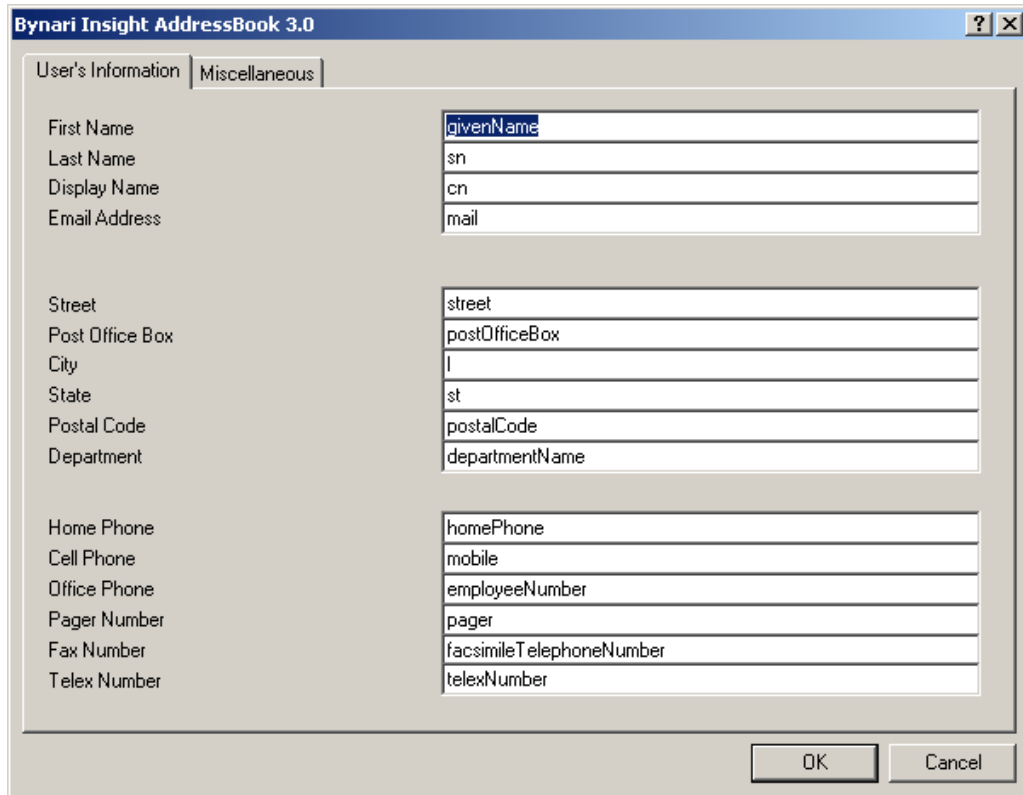 Bynari Insight AddressBook 3.0
User's Information Miscellaneous
First Name givenName
Last Name sn
Display Name cn
Email Address mail
Street street
Post Office Box postOfficeBox
City l
State st
Postal Code postalCode
Department departmentName
Home Phone homePhone
Cell Phone mobile
Office Phone employeeNumber
Pager Number pager
Fax Number facsimileTelephoneNumber
Telex Number telexNumber
OK Cancel